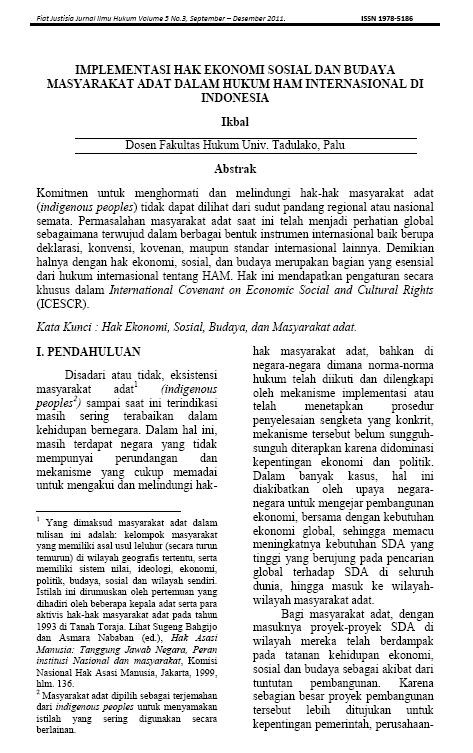 Fiat Justisia Jurnal Ilmu Hukum Volume 5 No.3, September – Desember 2011. ISSN 1978-5186
IMPLEMENTASI HAK EKONOMI SOSIAL DAN BUDAYA
MASYARAKAT ADAT DALAM HUKUM HAM INTERNASIONAL DI
INDONESIA
Ikbal
Dosen Fakultas Hukum Univ. Tadulako, Palu
Abstrak
Komitmen untuk menghormati dan melindungi hak-hak masyarakat adat
(indigenous peoples) tidak dapat dilihat dari sudut pandang regional atau nasional
semata. Permasalahan masyarakat adat saat ini telah menjadi perhatian global
sebagaimana terwujud dalam berbagai bentuk instrumen internasional baik berupa
deklarasi, konvensi, kovenan, maupun standar internasional lainnya. Demikian
halnya dengan hak ekonomi, sosial, dan budaya merupakan bagian yang esensial
dari hukum internasional tentang HAM. Hak ini mendapatkan pengaturan secara
khusus dalam International Covenant on Economic Social and Cultural Rights
(ICESCR).
Kata Kunci : Hak Ekonomi, Sosial, Budaya, dan Masyarakat adat.
I. PENDAHULUAN
Disadari atau tidak, eksistensi
masyarakat adat1 (indigenous
peoples2) sampai saat ini terindikasi
masih sering terabaikan dalam
kehidupan bernegara. Dalam hal ini,
masih terdapat negara yang tidak
mempunyai perundangan dan
mekanisme yang cukup memadai
untuk mengakui dan melindungi hak-
1 Yang dimaksud masyarakat adat dalam
tulisan ini adalah: kelompok masyarakat
yang memiliki asal usul leluhur (secara turun
temurun) di wilayah geografis tertentu, serta
memiliki sistem nilai, ideologi, ekonomi,
politik, budaya, sosial dan wilayah sendiri.
Istilah ini dirumuskan oleh pertemuan yang
dihadiri oleh beberapa kepala adat serta para
aktivis hak-hak masyarakat adat pada tahun
1993 di Tanah Toraja. Lihat Sugeng Bahgijo
dan Asmara Nababan (ed.), Hak Asasi
Manusia: Tanggung Jawab Negara, Peran
institusi Nasional dan masyarakat, Komisi
Nasional Hak Asasi Manusia, Jakarta, 1999,
hlm. 136.
2 Masyarakat adat dipilih sebagai terjemahan
dari indigenous peoples untuk menyamakan
istilah yang sering digunakan secara
berlainan.
hak masyarakat adat, bahkan di
negara-negara dimana norma-norma
hukum telah diikuti dan dilengkapi
oleh mekanisme implementasi atau
telah menetapkan prosedur
penyelesaian sengketa yang konkrit,
mekanisme tersebut belum sungguh-
sunguh diterapkan karena didominasi
kepentingan ekonomi dan politik.
Dalam banyak kasus, hal ini
diakibatkan oleh upaya negara-
negara untuk mengejar pembangunan
ekonomi, bersama dengan kebutuhan
ekonomi global, sehingga memacu
meningkatnya kebutuhan SDA yang
tinggi yang berujung pada pencarian
global terhadap SDA di seluruh
dunia, hingga masuk ke wilayah-
wilayah masyarakat adat.
Bagi masyarakat adat, dengan
masuknya proyek-proyek SDA di
wilayah mereka telah berdampak
pada tatanan kehidupan ekonomi,
sosial dan budaya sebagai akibat dari
tuntutan pembangunan. Karena
sebagian besar proyek pembangunan
tersebut lebih ditujukan untuk
kepentingan pemerintah, perusahaan-